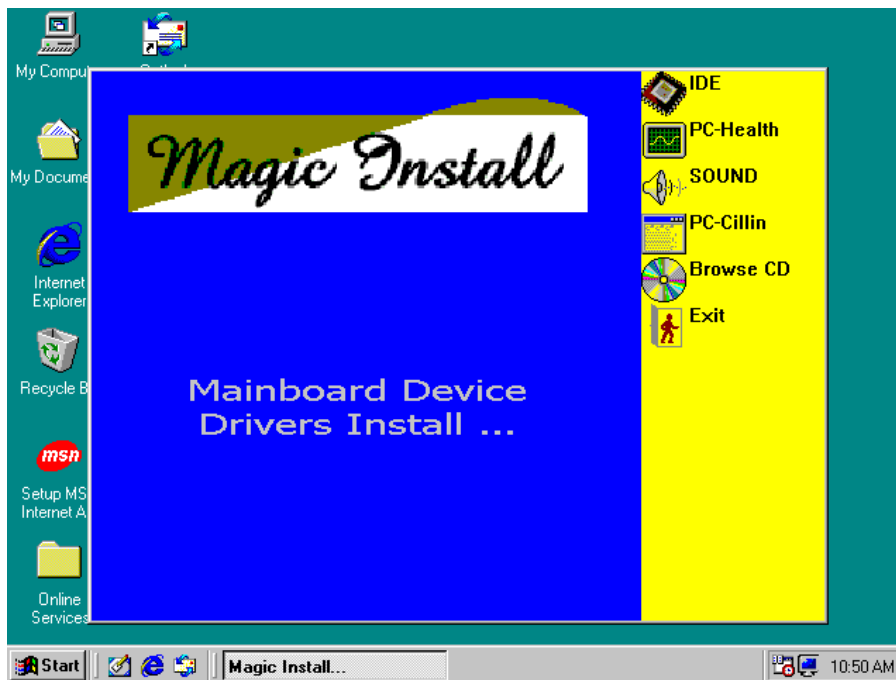 My Comput
My Docume
Internet
Explorer
Recycle B
msn
Setup MS
Internet A
Online
Services
Magic Install
Mainboard Device
Drivers Install ...
IDE
PC-Health
SOUND
PC-Cillin
Browse CD
Exit
Start
Magic Install...
10:50 AM